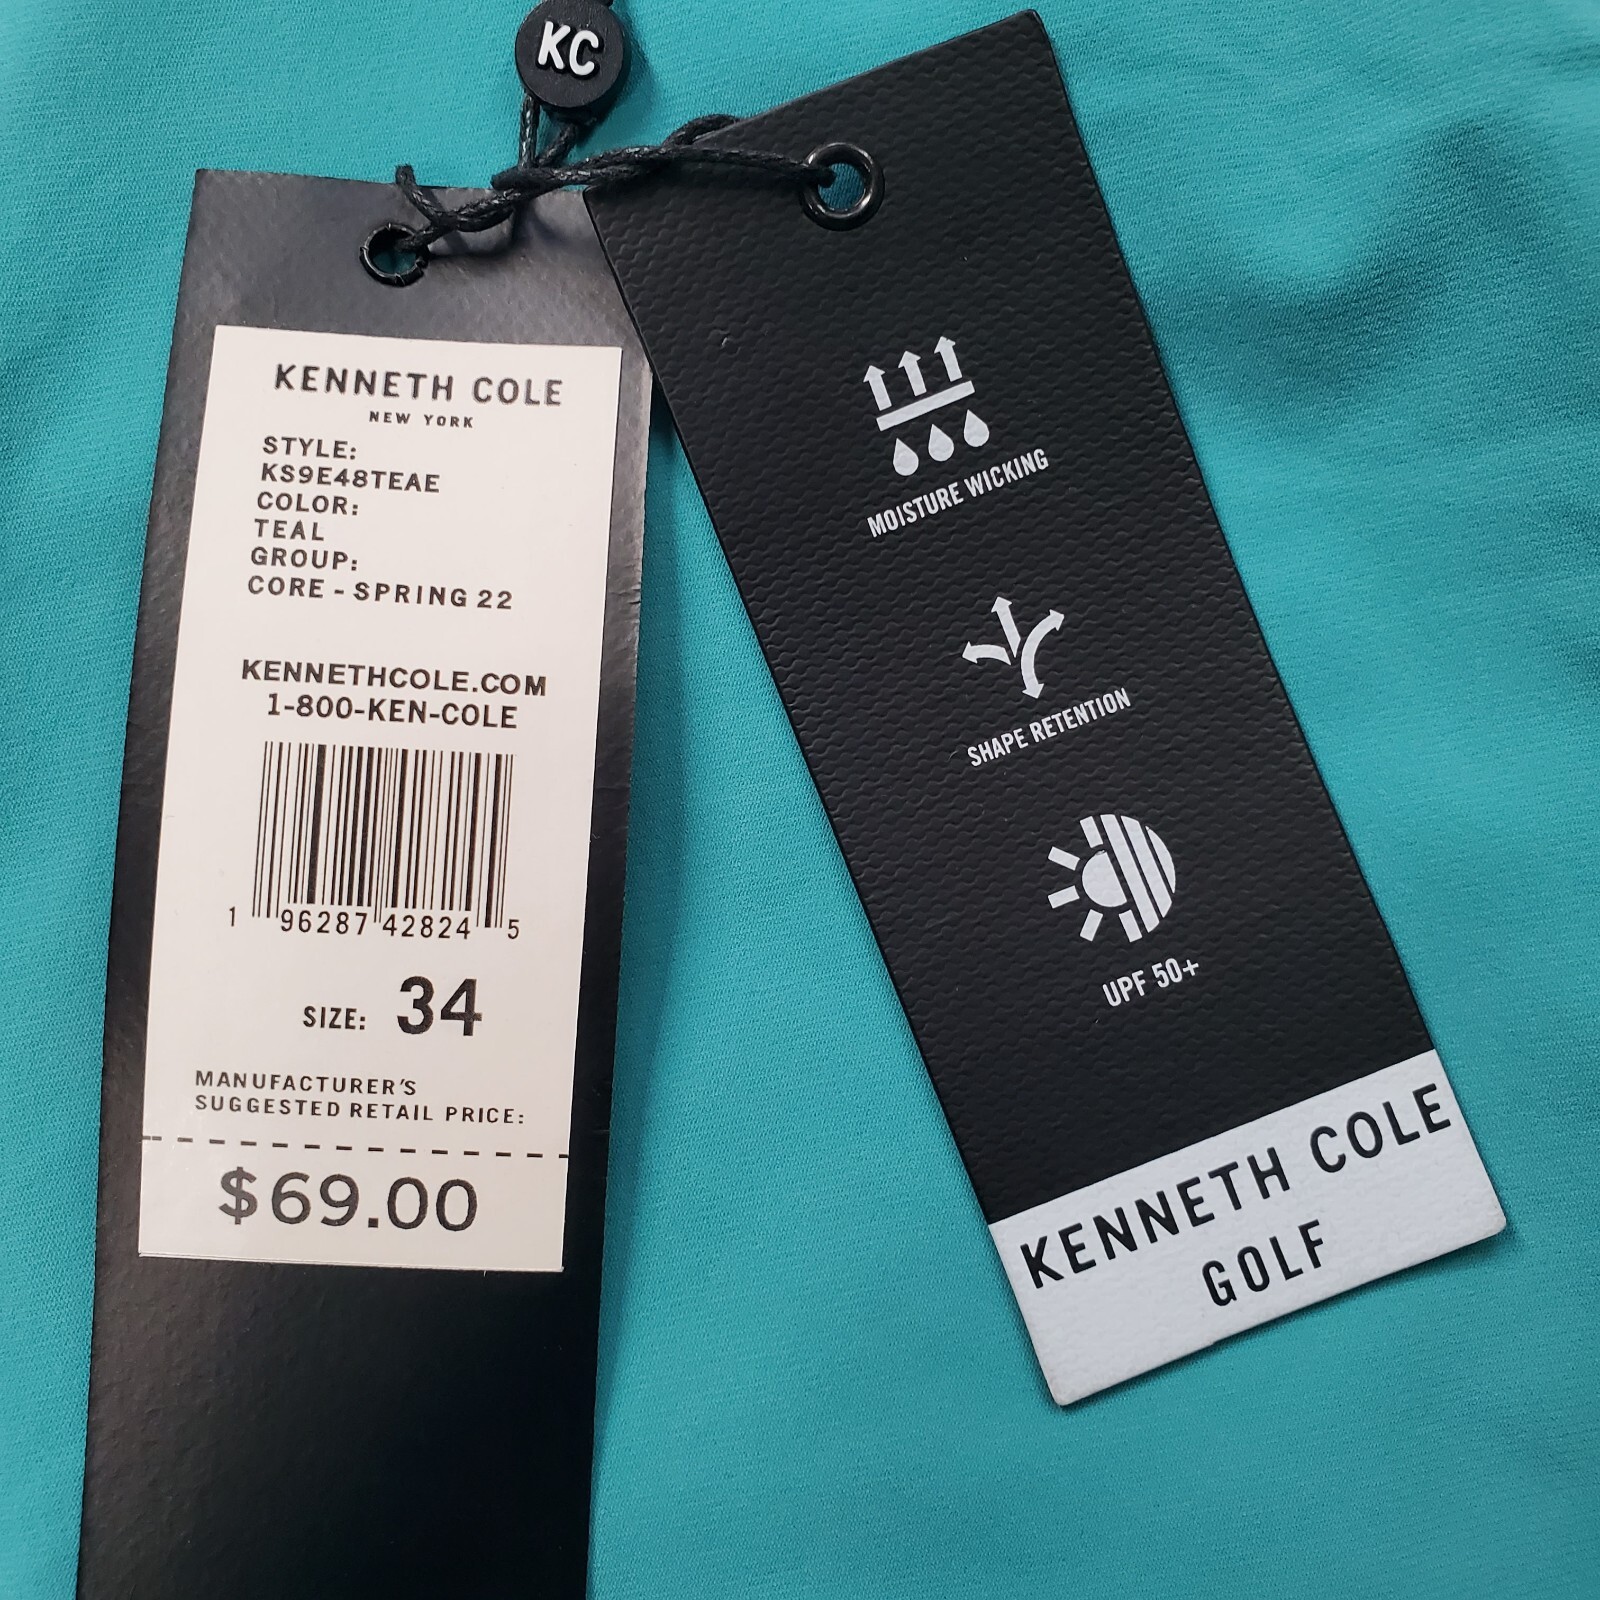 KC
KENNETH COLE
NEW YORK
STYLE:
KS9E48TEAE
COLOR:
TEAL
GROUP:
CORE - SPRING 22
KENNETHCOLE.COM
1-800-KEN-COLE
1 96287 42824 5
SIZE: 34
MANUFACTURER'S
SUGGESTED RETAIL PRICE:
$69.00
MOISTURE WICKING
SHAPE RETENTION
UPF 50+
KENNETH COLE
GOLF